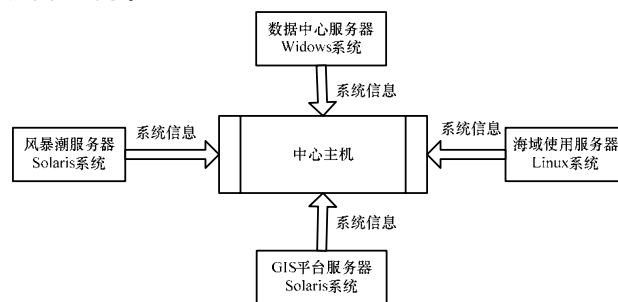 数据中心服务器
Widows系统
系统信息
风暴潮服务器
Solaris系统
系统信息
中心主机
系统信息
海域使用服务器
Linux系统
系统信息
GIS平台服务器
Solaris系统